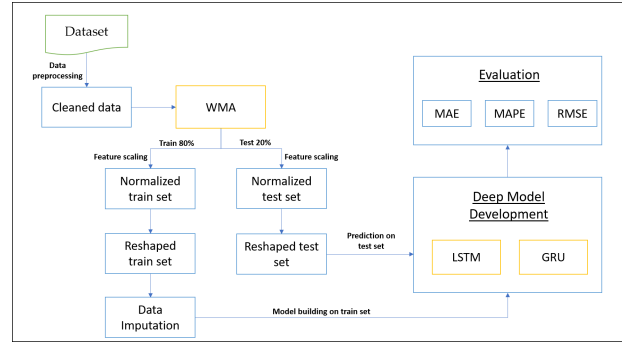 Dataset
Data
preprocessing
Cleaned data
WMA
Train 80%
Test 20%
Feature scaling
Feature scaling
Normalized
train set
Normalized
test set
Reshaped
train set
Reshaped test
set
Prediction on
test set
Data
Imputation
Model building on train set
Evaluation
MAE
MAPE
RMSE
Deep Model
Development
LSTM
GRU